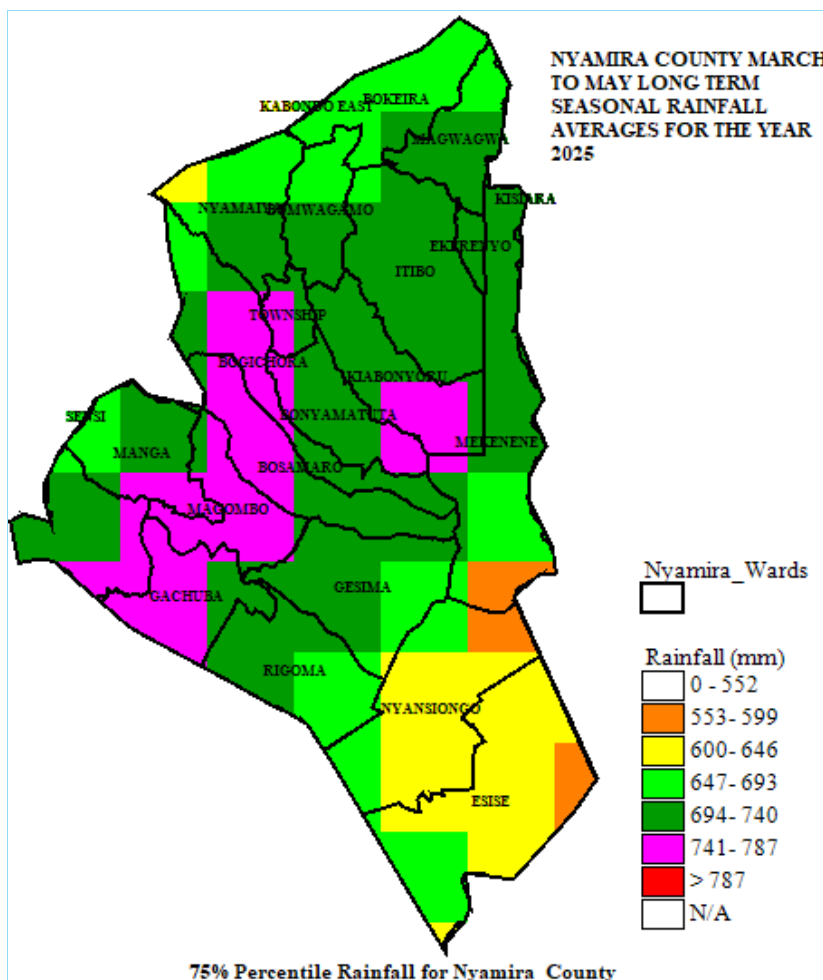 NYAMIRA COUNTY MARCH
TO MAY LONG TERM
SEASONAL RAINFALL
AVERAGES FOR THE YEAR
2025
BOKEIRA
KABONDO EAST
MAGWAGWA
KISIARA
NYAMAIYA
BOMWAGAMO
EKERENYO
ITIBO
TOWNSHIP
BOGICHORA
KIABONYORU
BONYAMATUTA
SENSI
MEKENENE
MANGA
BOSAMARO
MAGOMBO
GESIMA
GACHUBA
RIGOMA
NYANSIONGO
ESISE
Nyamira_Wards
Rainfall (mm)
0 - 552
553- 599
600- 646
647- 693
694- 740
741- 787
> 787
N/A
75% Percentile Rainfall for Nyamira County